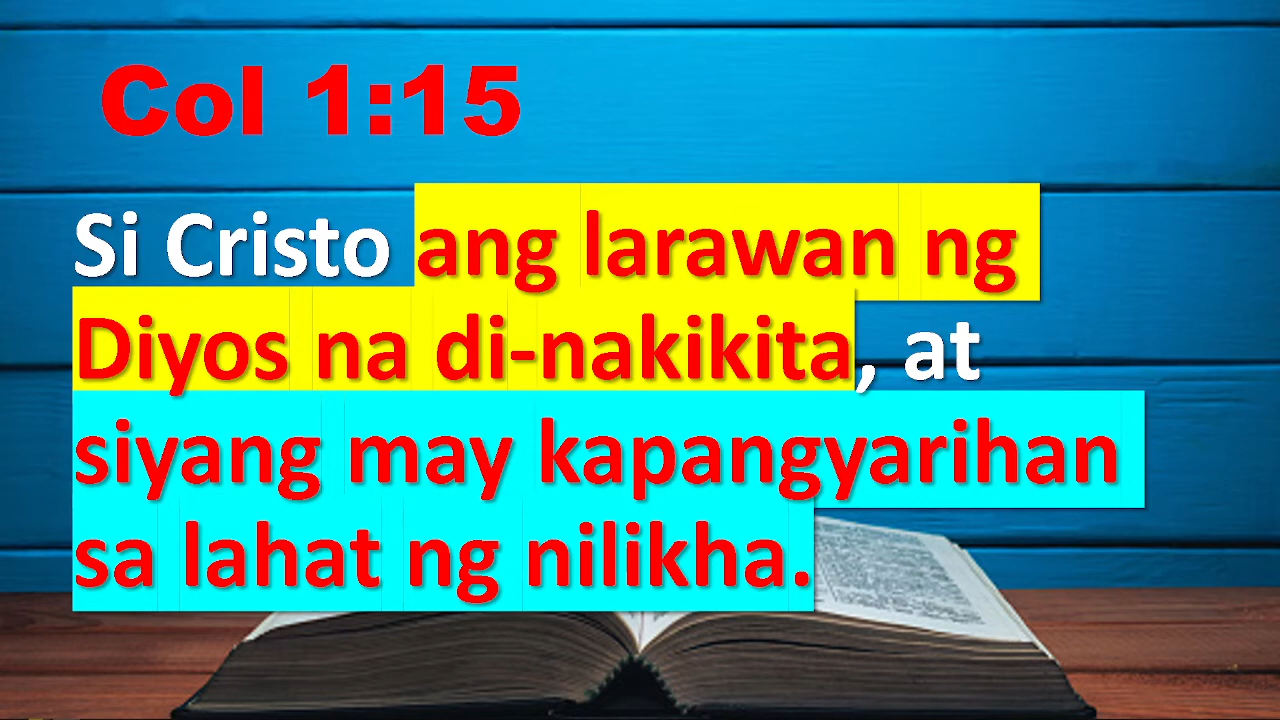 Col 1:15
Si Cristo ang larawan ng
Diyos na di-nakikita, at
siyang may kapangyarihan
sa lahat ng nilikha.